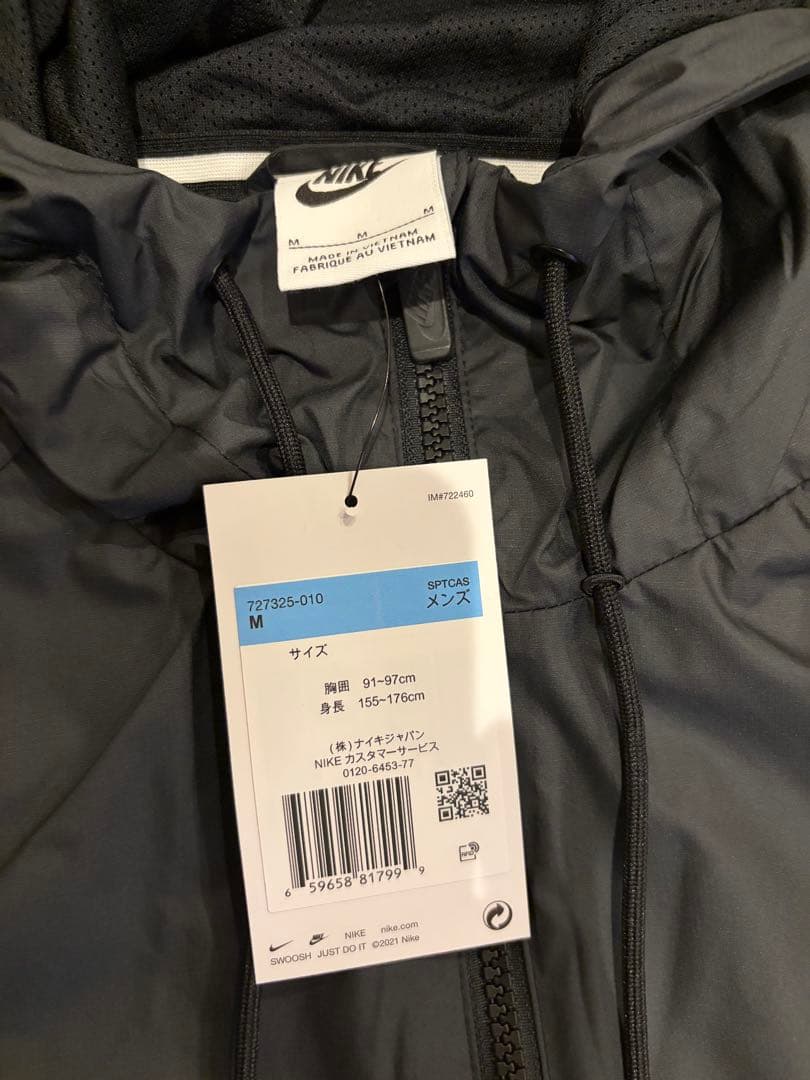 NIKE
M M M
MADE IN VIETNAM
FABRIQUE AU VIETNAM
IM#722460
727325-010 SPTCAS
M メンズ
サイズ
胸囲 91~97cm
身長 155~176cm
(株)ナイキジャパン
NIKE カスタマーサービス
0120-6453-77
6 59658 81799 9
RFID
NIKE nike.com
SWOOSH JUST DO IT ©2021 Nike